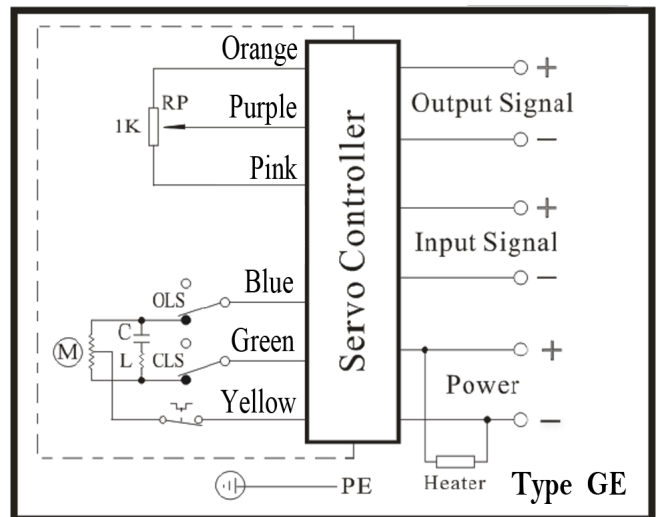 Orange
RP
1K
Purple
Pink
Servo Controller
+
Output Signal
−
+
Input Signal
−
OLS
Blue
C
M
L
CLS
Green
Yellow
+
Power
−
Heater
PE
Type GE